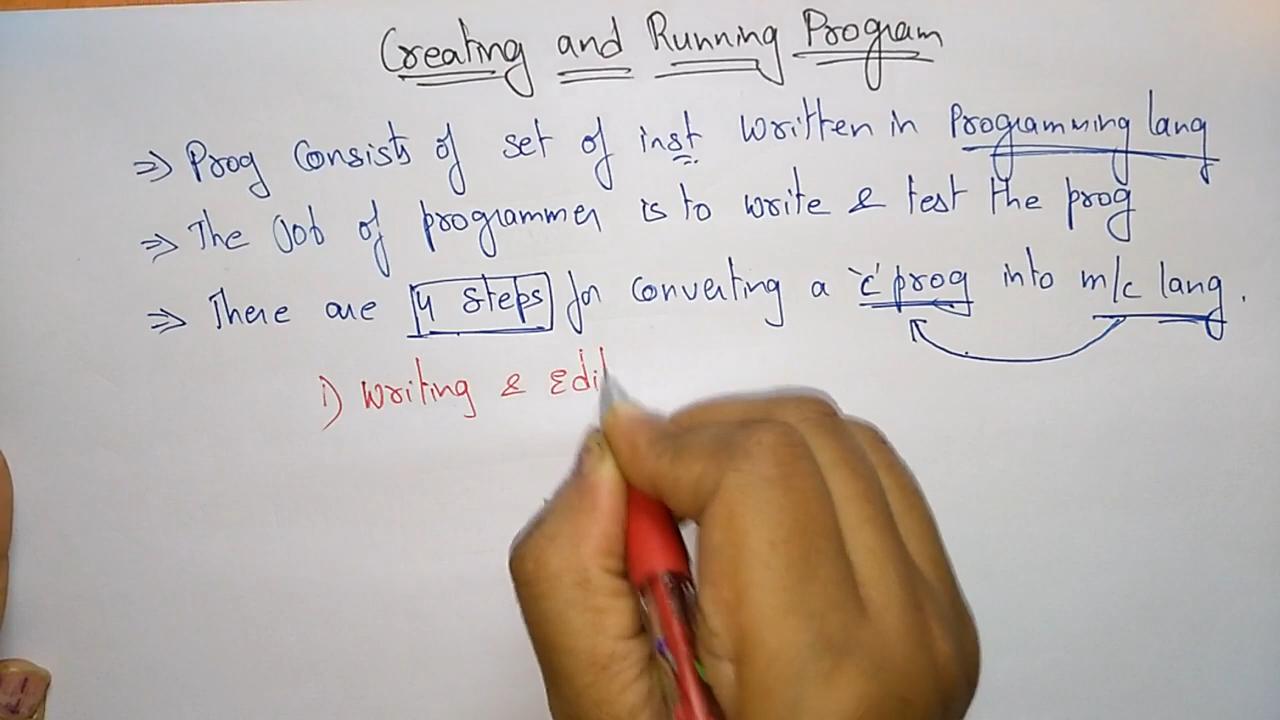 Creating and Running Program
⇒ Prog Consists of set of inst written in Programming lang
⇒ The Job of programmer is to write & test the prog
⇒ There are 4 Steps for converting a 'c' prog into m/c lang.
1) Writing & Edit